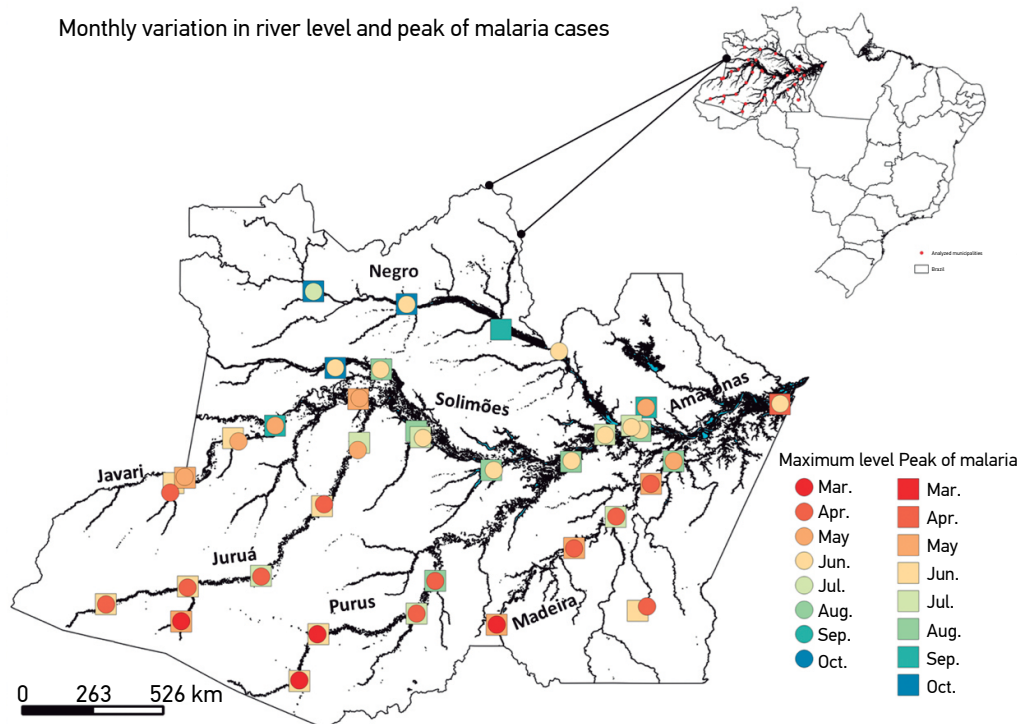 Monthly variation in river level and peak of malaria cases
Analyzed municipalities
Brazil
Negro
Amazonas
Solimões
Javari
Juruá
Purus
Madeira
Maximum level Peak of malaria
Mar. Mar.
Apr. Apr.
May May
Jun. Jun.
Jul. Jul.
Aug. Aug.
Sep. Sep.
Oct. Oct.
0 263 526 km